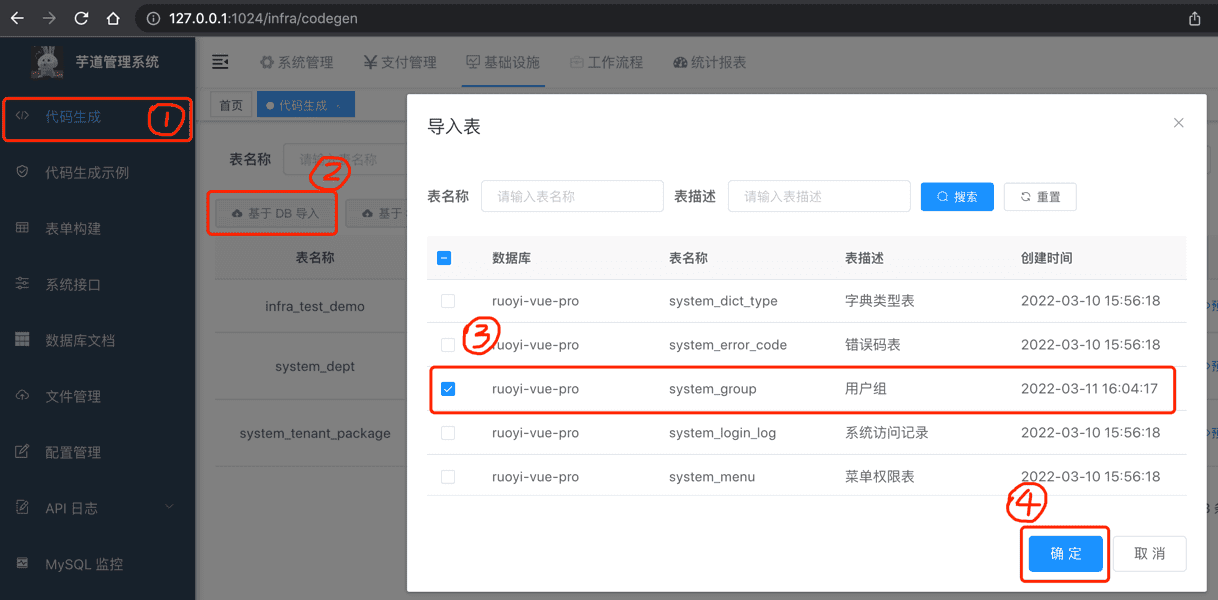 127.0.0.1:1024/infra/codegen
芋道管理系统
系统管理
支付管理
基础设施
工作流程
统计报表
代码生成
①
代码生成示例
表单构建
系统接口
数据库文档
文件管理
配置管理
API 日志
MySQL 监控
首页
代码生成
表名称
请输入表名称
②
基于 DB 导入
基于
表名称
infra_test_demo
system_dept
system_tenant_package
导入表
表名称 请输入表名称 表描述 请输入表描述 搜索 重置
数据库 表名称 表描述 创建时间
ruoyi-vue-pro system_dict_type 字典类型表 2022-03-10 15:56:18
③
ruoyi-vue-pro system_error_code 错误码表 2022-03-10 15:56:18
ruoyi-vue-pro system_group 用户组 2022-03-11 16:04:17
ruoyi-vue-pro system_login_log 系统访问记录 2022-03-10 15:56:18
ruoyi-vue-pro system_menu 菜单权限表 2022-03-10 15:56:18
④
确 定
取 消